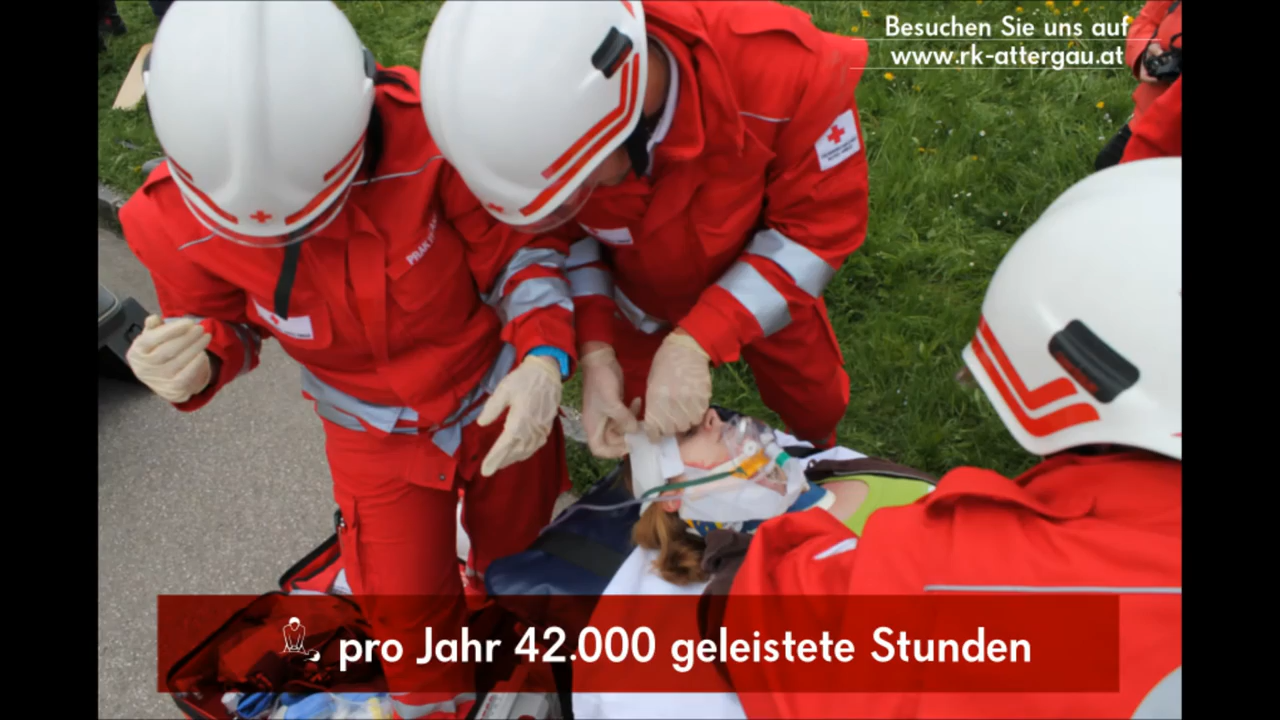 Besuchen Sie uns auf
www.rk-attergau.at
pro Jahr 42.000 geleistete Stunden